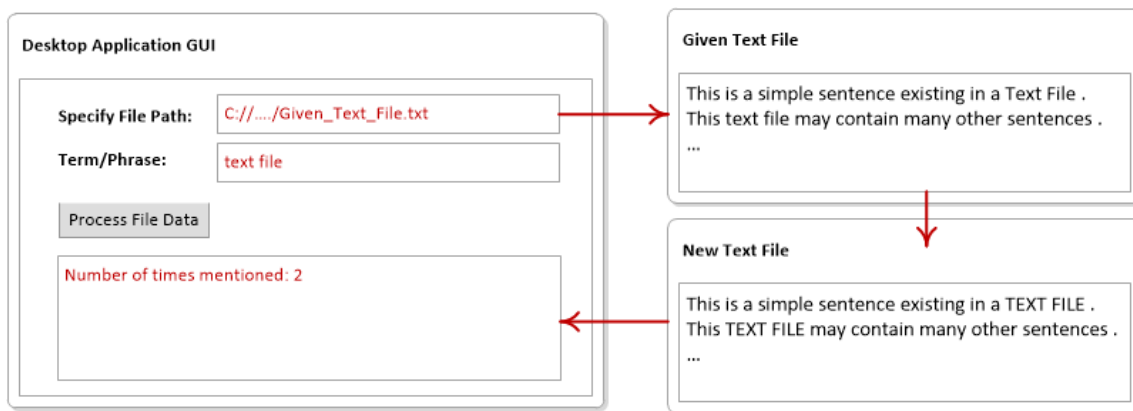 Desktop Application GUI
Specify File Path:
C://..../Given_Text_File.txt
Term/Phrase:
text file
Process File Data
Number of times mentioned: 2
Given Text File
This is a simple sentence existing in a Text File .
This text file may contain many other sentences .
...
New Text File
This is a simple sentence existing in a TEXT FILE .
This TEXT FILE may contain many other sentences .
...